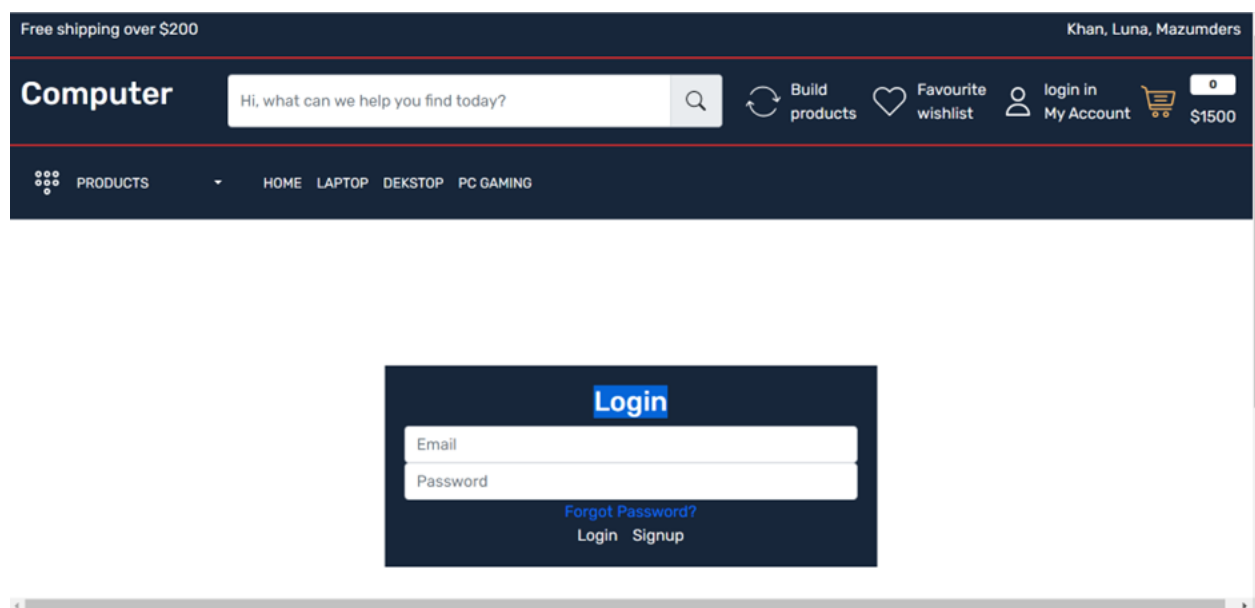 Free shipping over $200
Khan, Luna, Mazumders
Computer
Hi, what can we help you find today?
Build
products
Favourite
wishlist
login in
My Account
0
$1500
PRODUCTS
HOME LAPTOP DEKSTOP PC GAMING
Login
Email
Password
Forgot Password?
Login Signup